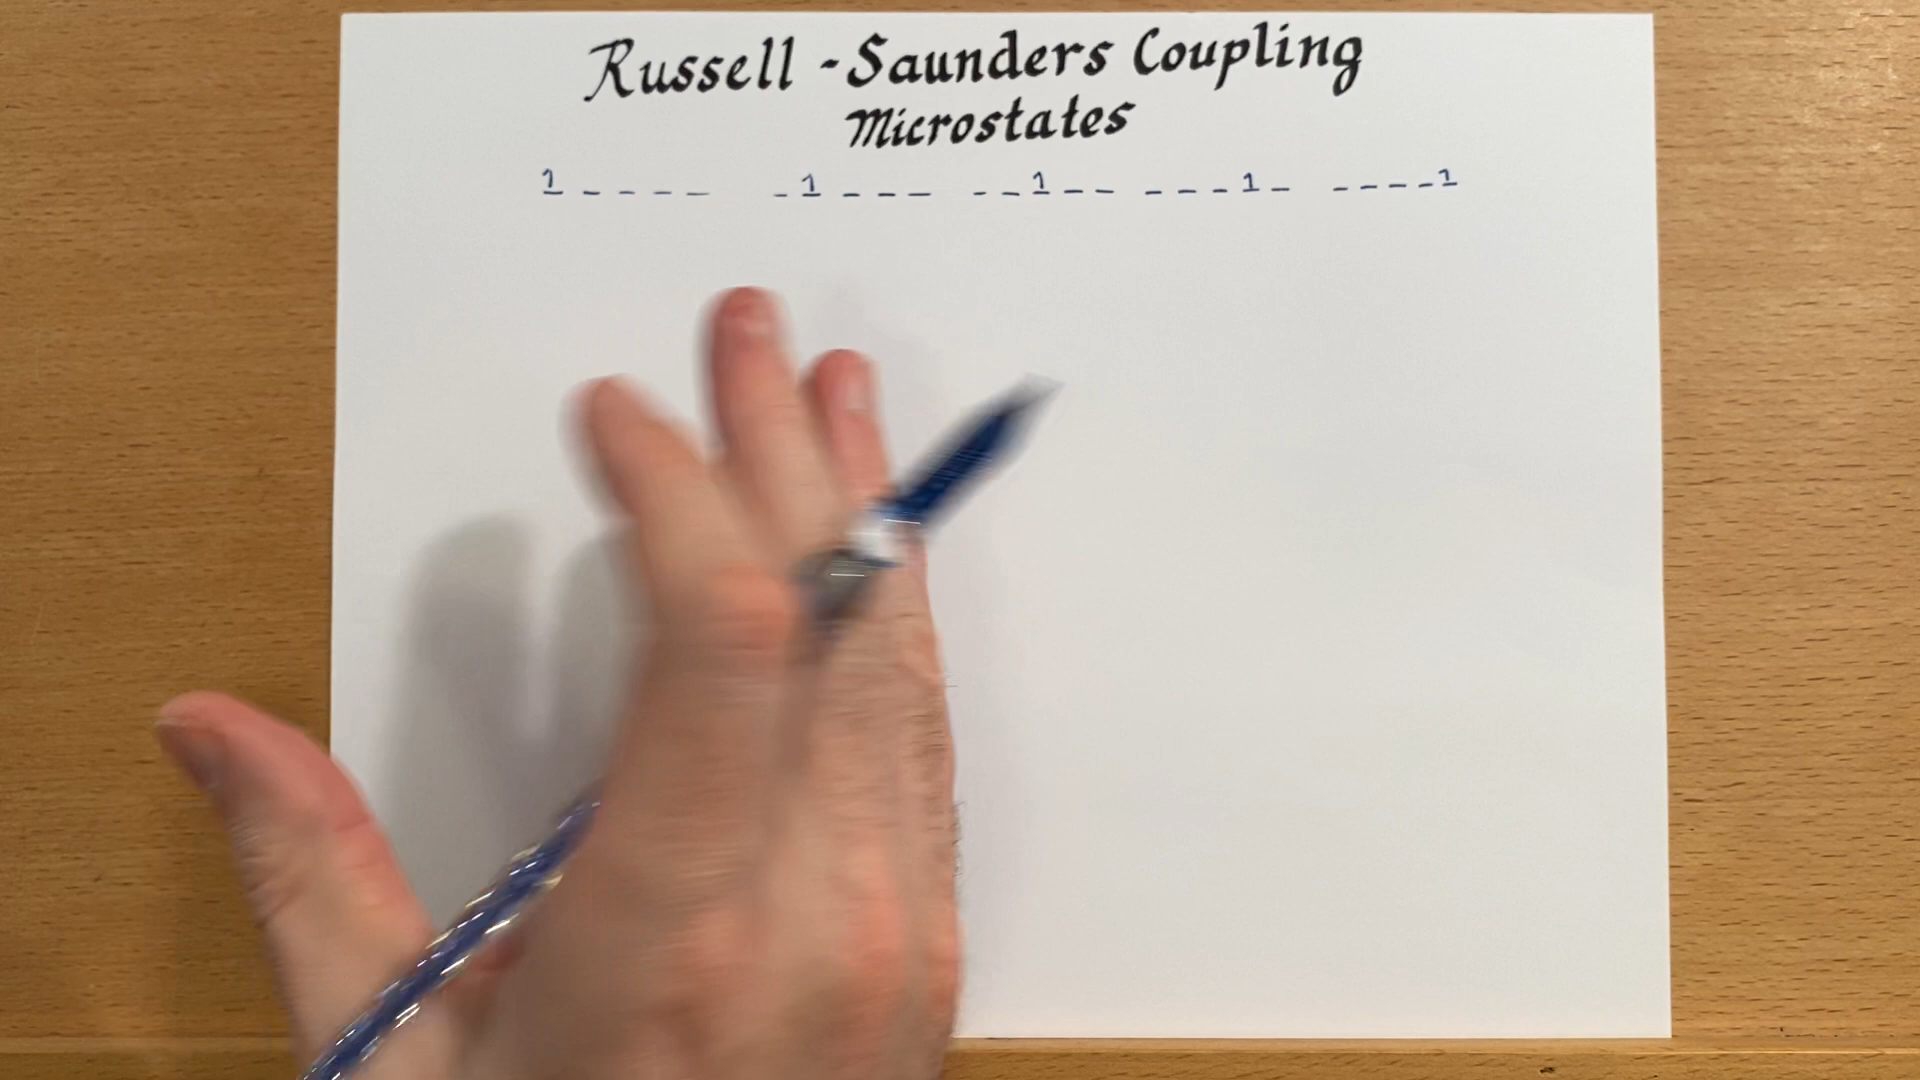 Russell - Saunders Coupling
Microstates
1 _ _ _ _ _ 1 _ _ _ _ _ 1 _ _ _ _ _ 1 _ _ _ _ _ 1